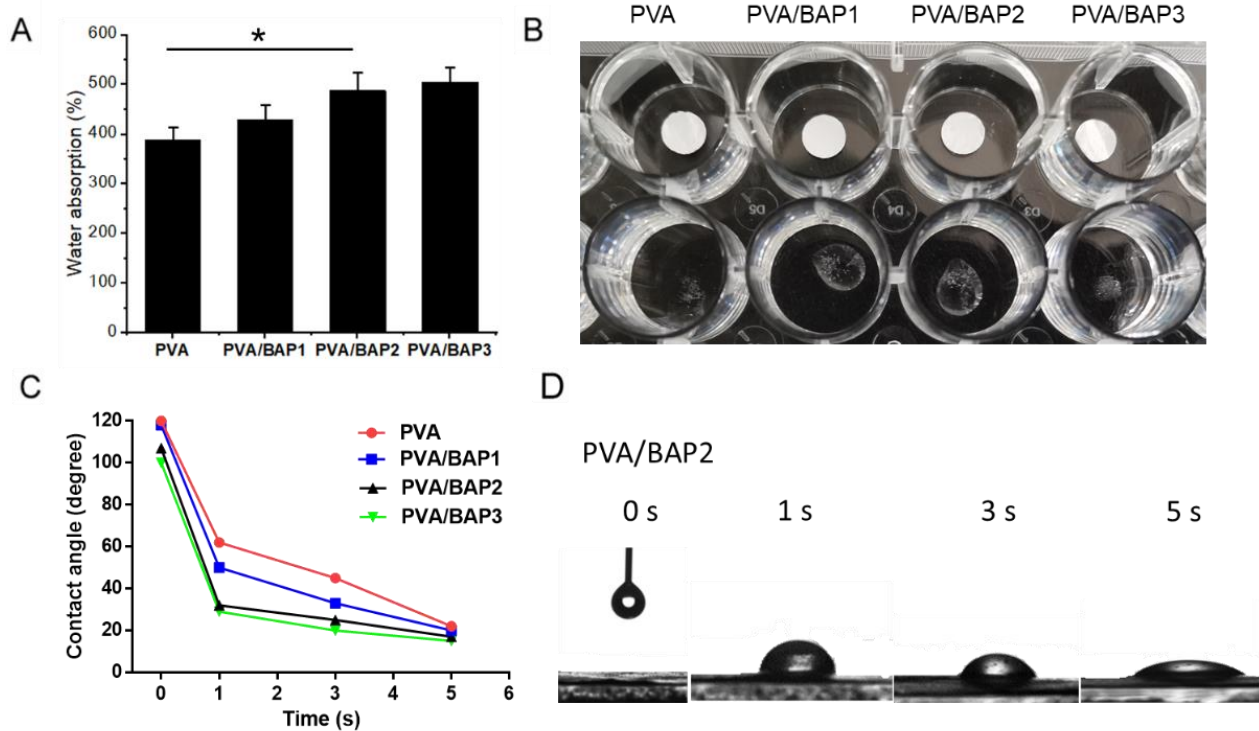 A
600
500
400
300
200
100
0
Water absorption (%)
*
PVA
PVA/BAP1
PVA/BAP2
PVA/BAP3
B
PVA PVA/BAP1 PVA/BAP2 PVA/BAP3
D5 D4 D3
C
120
100
80
60
40
20
0
Contact angle (degree)
PVA
PVA/BAP1
PVA/BAP2
PVA/BAP3
0 1 2 3 4 5 6
Time (s)
D
PVA/BAP2
0 s 1 s 3 s 5 s